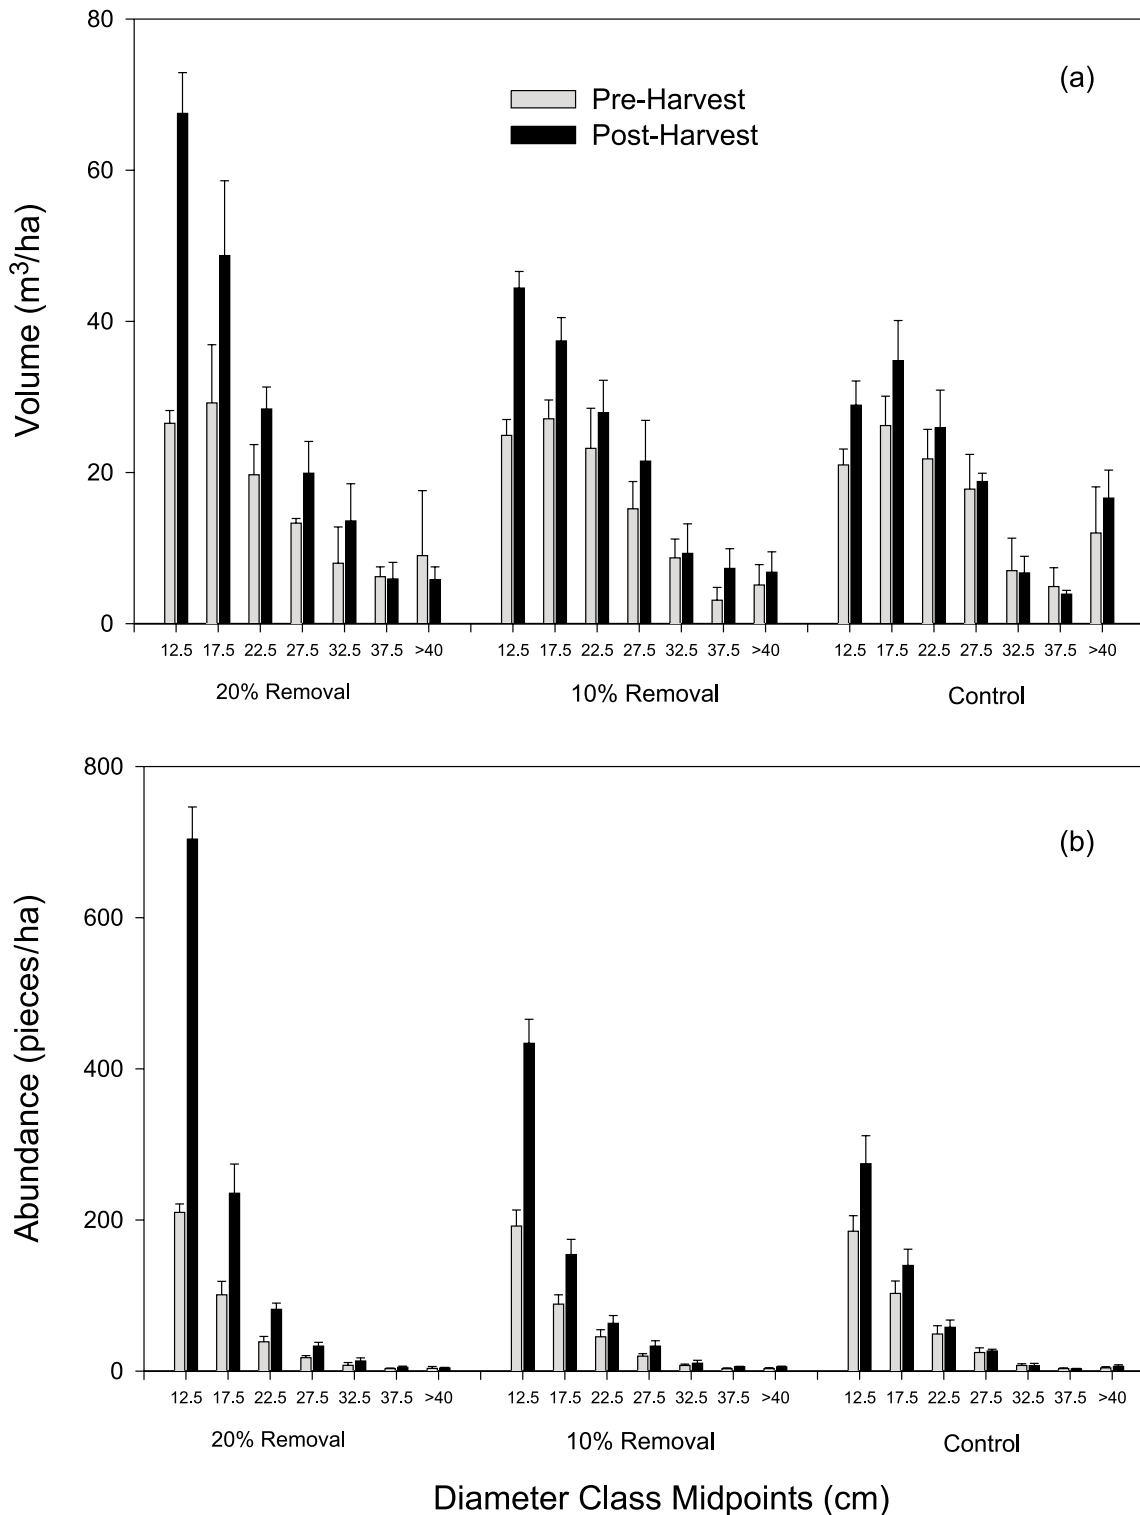 80
(a)
Pre-Harvest
Post-Harvest
60
Volume (m³/ha)
40
20
0
12.5 17.5 22.5 27.5 32.5 37.5 >40 12.5 17.5 22.5 27.5 32.5 37.5 >40 12.5 17.5 22.5 27.5 32.5 37.5 >40
20% Removal 10% Removal Control
800
(b)
600
Abundance (pieces/ha)
400
200
0
12.5 17.5 22.5 27.5 32.5 37.5 >40 12.5 17.5 22.5 27.5 32.5 37.5 >40 12.5 17.5 22.5 27.5 32.5 37.5 >40
20% Removal 10% Removal Control
Diameter Class Midpoints (cm)